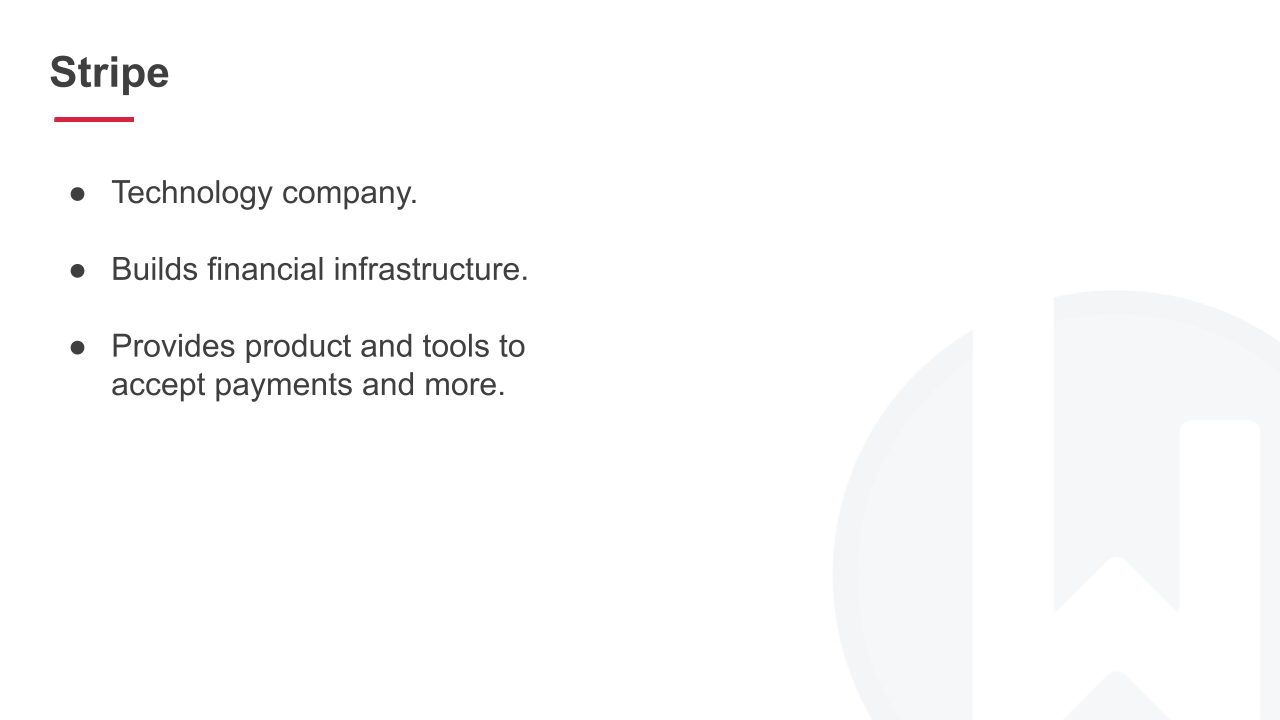 Stripe
● Technology company.
● Builds financial infrastructure.
● Provides product and tools to
accept payments and more.